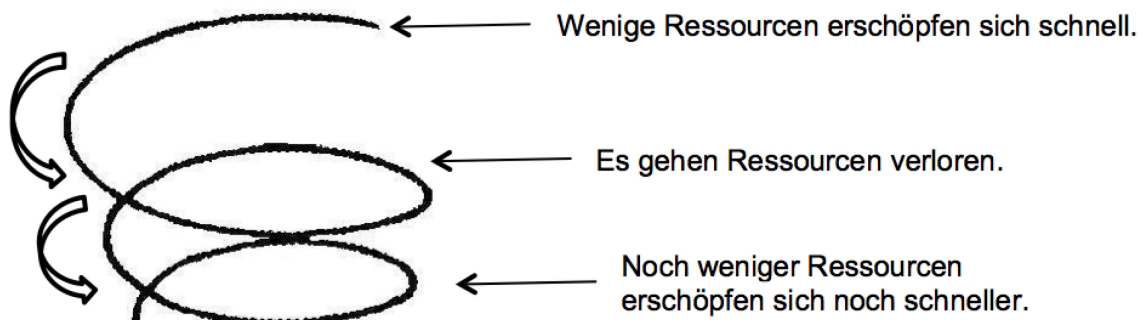 Wenige Ressourcen erschöpfen sich schnell.
Es gehen Ressourcen verloren.
Noch weniger Ressourcen
erschöpfen sich noch schneller.